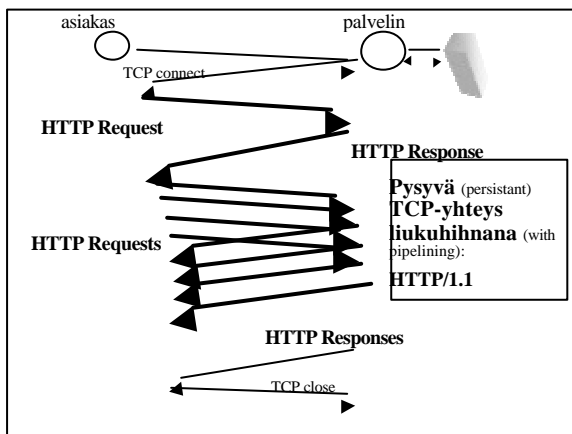 asiakas
palvelin
TCP connect
HTTP Request
HTTP Response
Pysyvä (persistant)
TCP-yhteys
liukuhihnana (with
pipelining):
HTTP/1.1
HTTP Requests
HTTP Responses
TCP close